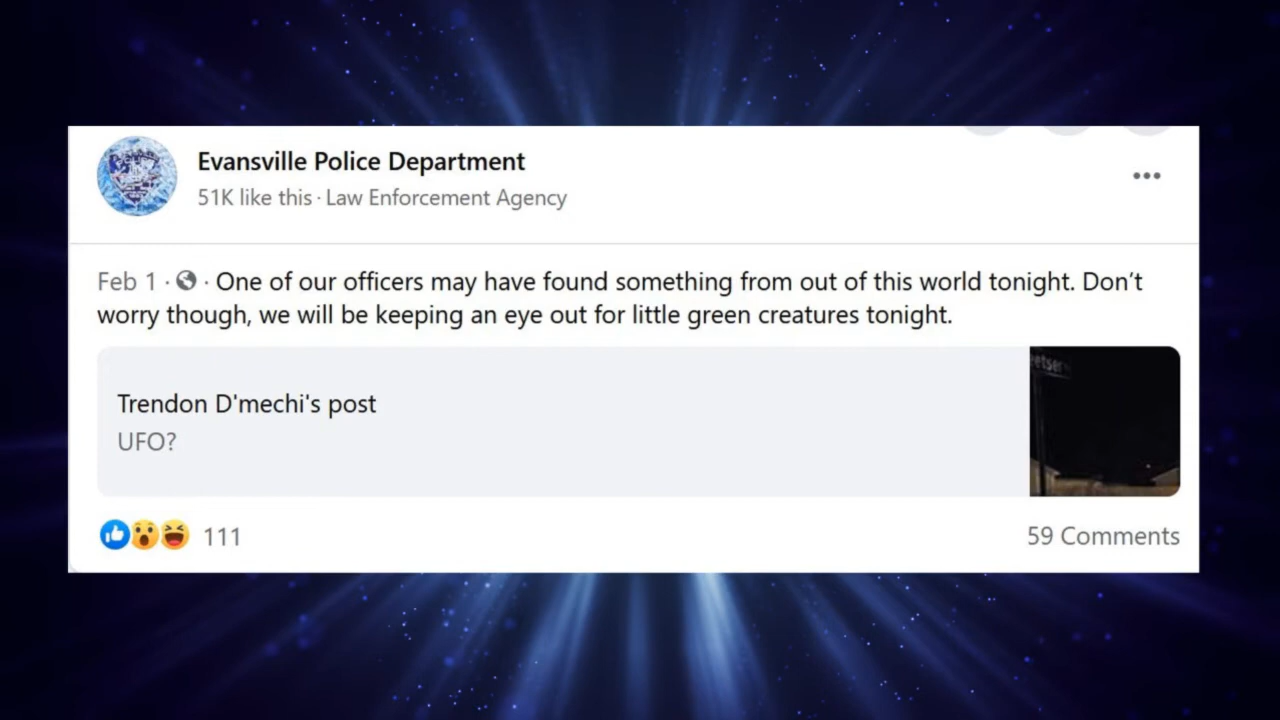 Evansville Police Department
51K like this · Law Enforcement Agency
Feb 1 · · One of our officers may have found something from out of this world tonight. Don't
worry though, we will be keeping an eye out for little green creatures tonight.
Trendon D'mechi's post
UFO?
111
59 Comments